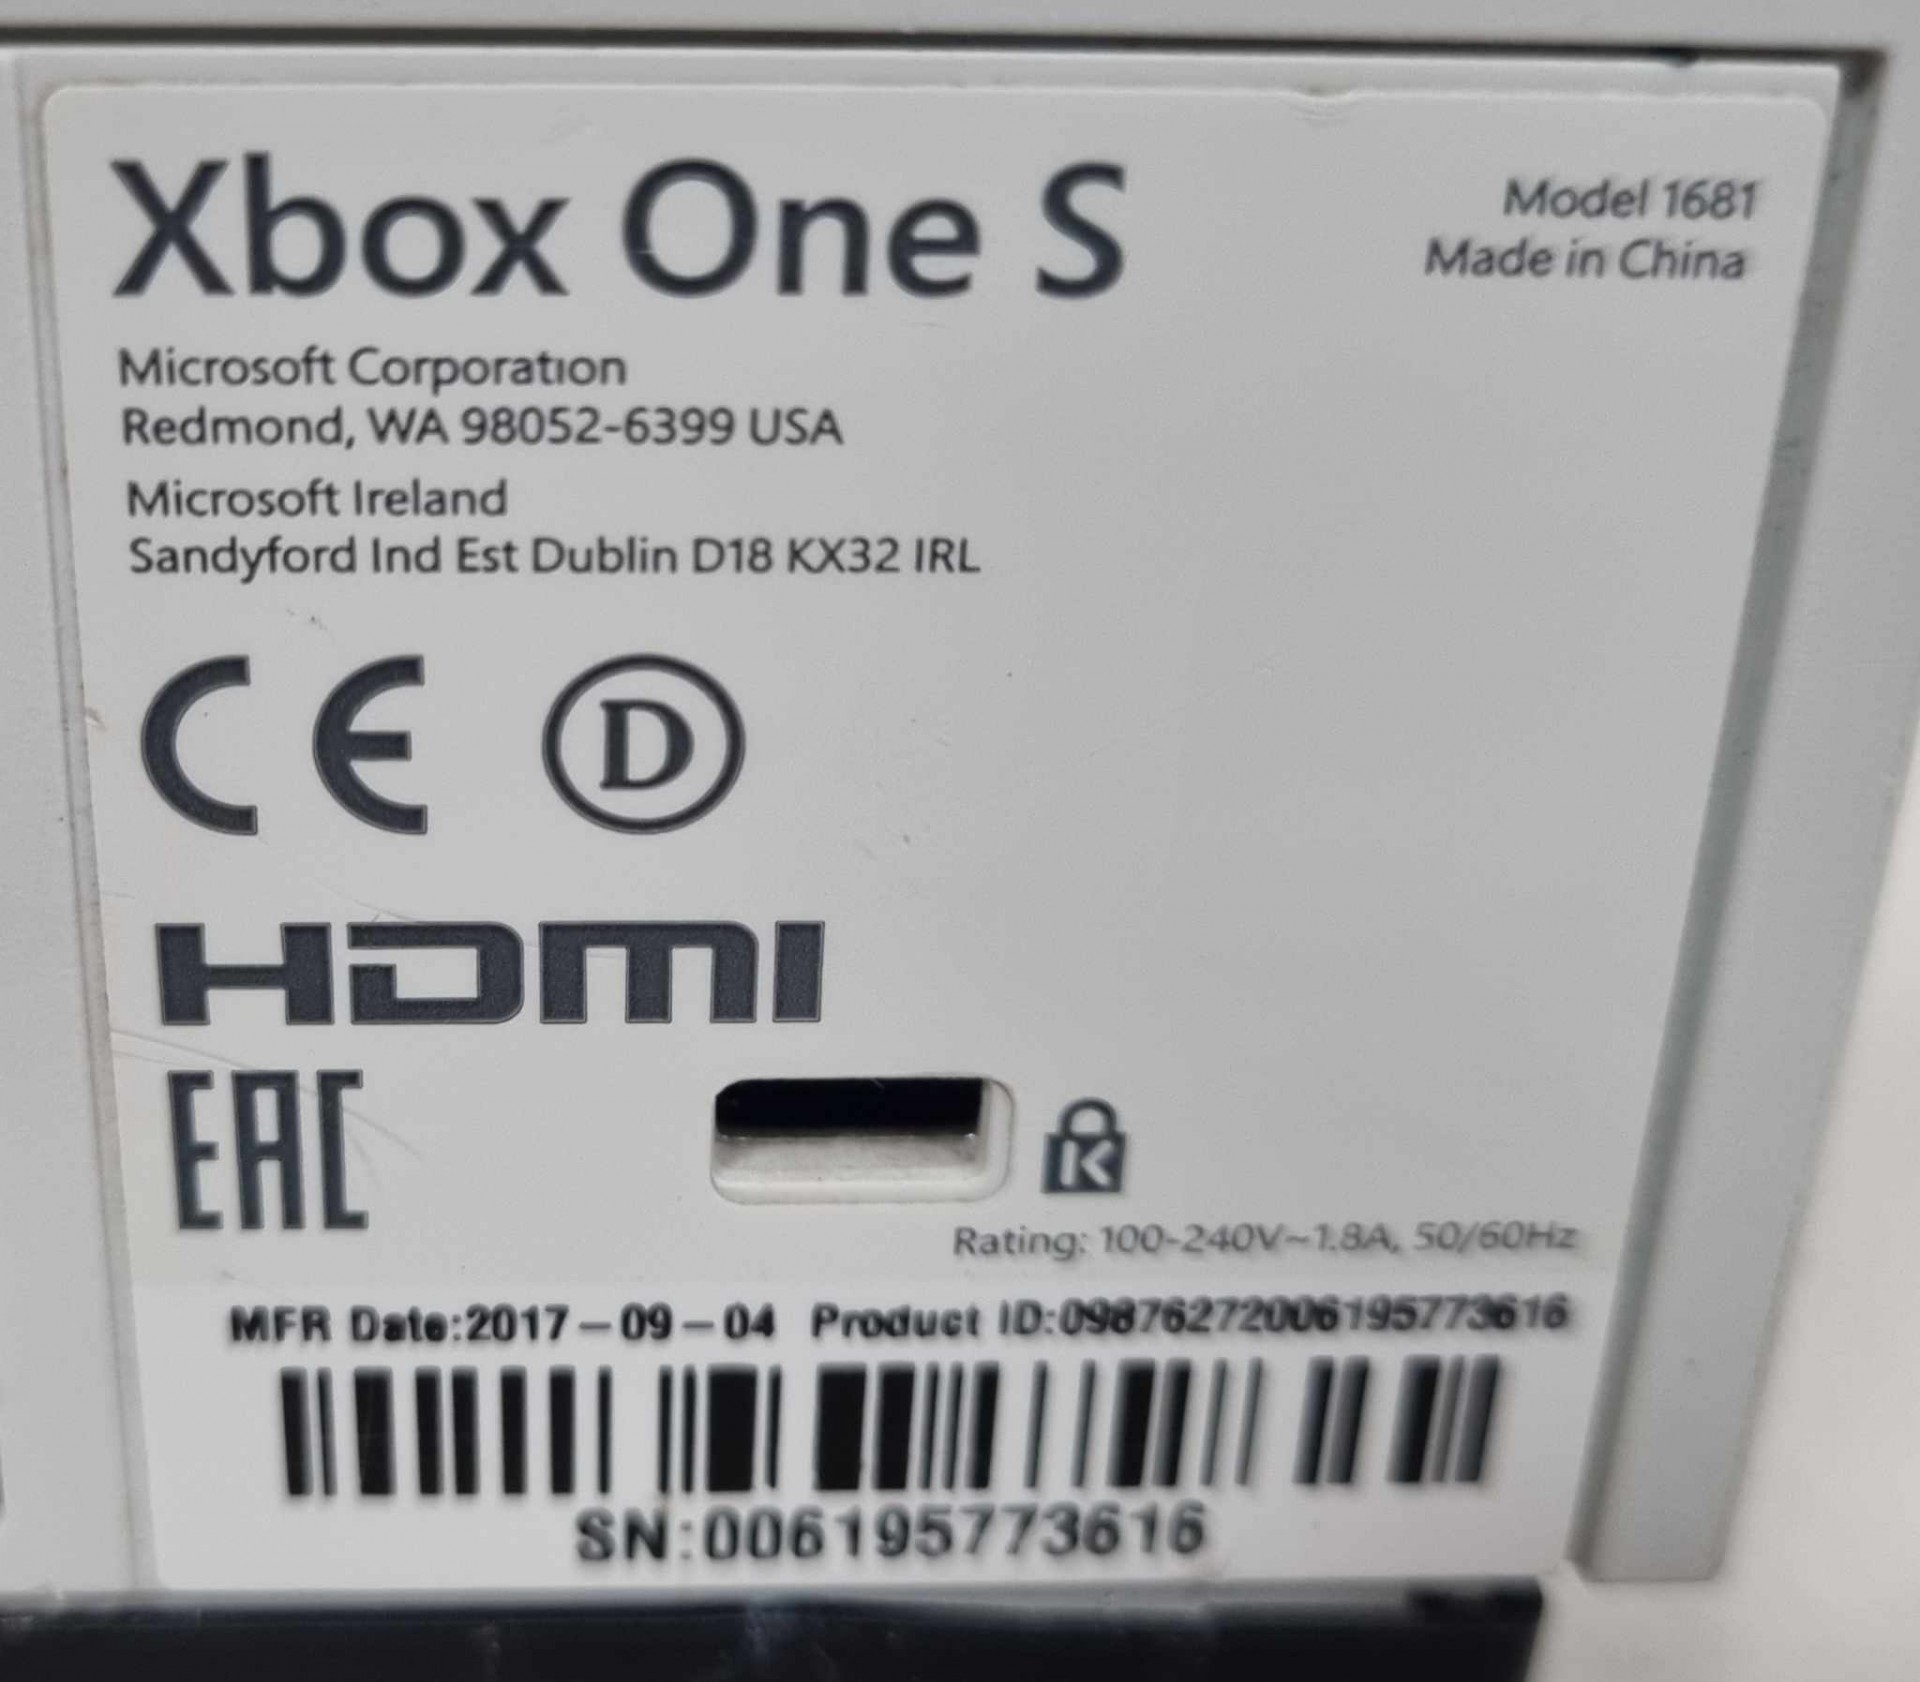 Xbox One S
Model 1681
Made in China
Microsoft Corporation
Redmond, WA 98052-6399 USA
Microsoft Ireland
Sandyford Ind Est Dublin D18 KX32 IRL
CE D
HDMI
EAC
K
Rating: 100-240V~1.8A, 50/60Hz
MFR Date:2017-09-04 Product ID:09876272006195773616
SN:006195773616